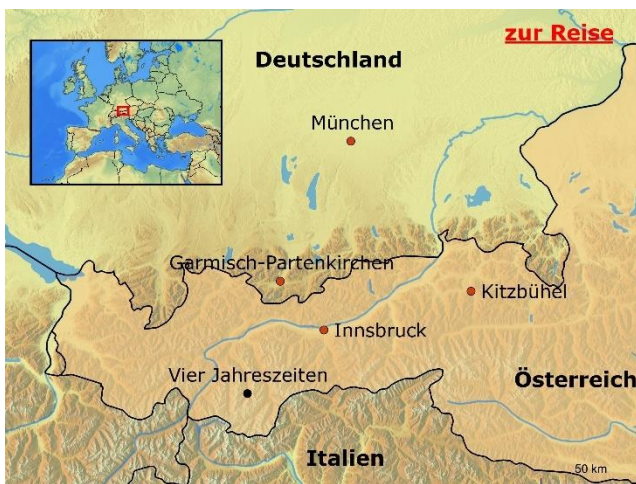 zur Reise
Deutschland
München
Garmisch-Partenkirchen
Kitzbühel
Innsbruck
Vier Jahreszeiten
Österreich
Italien
50 km